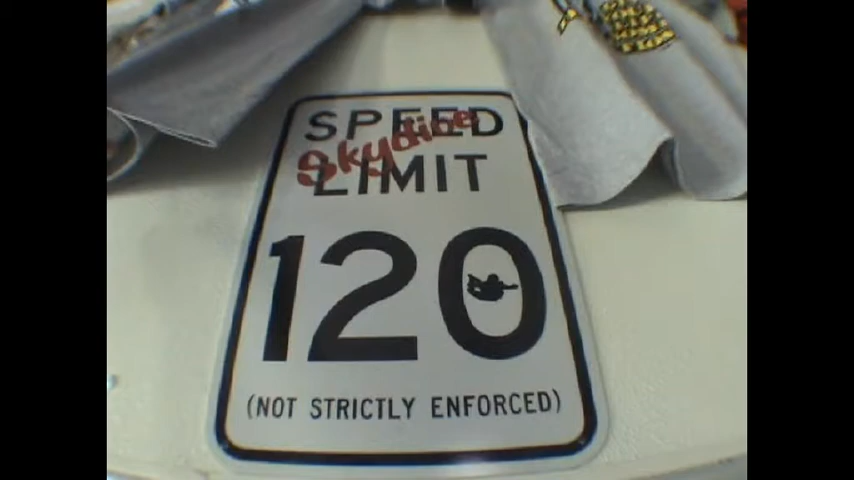 SPEED
Skydive
LIMIT
120
(NOT STRICTLY ENFORCED)